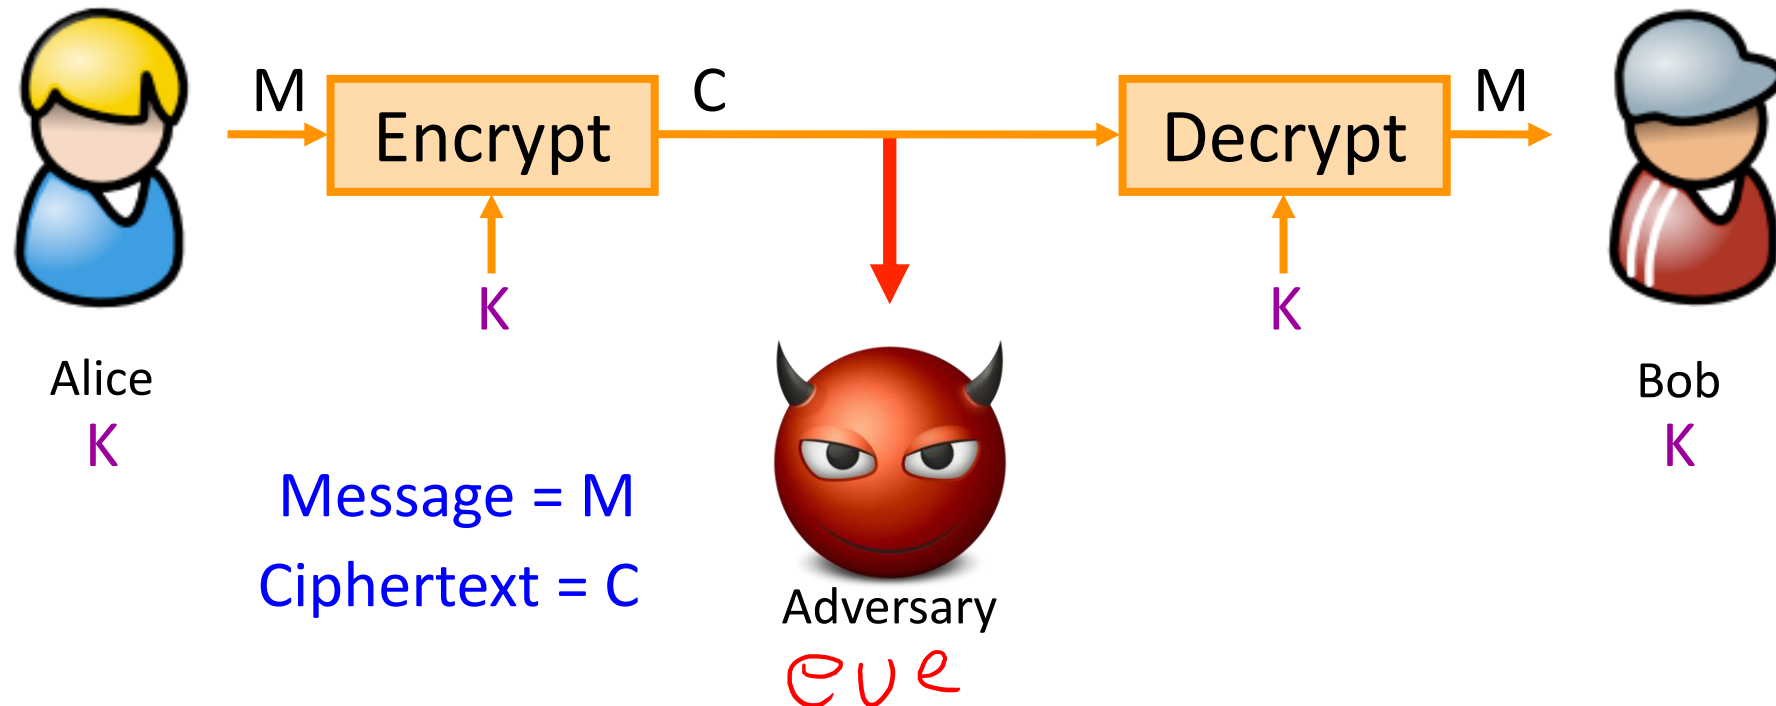 M
Encrypt
C
Decrypt
M
K
K
Alice
K
Bob
K
Message = M
Ciphertext = C
Adversary
eve